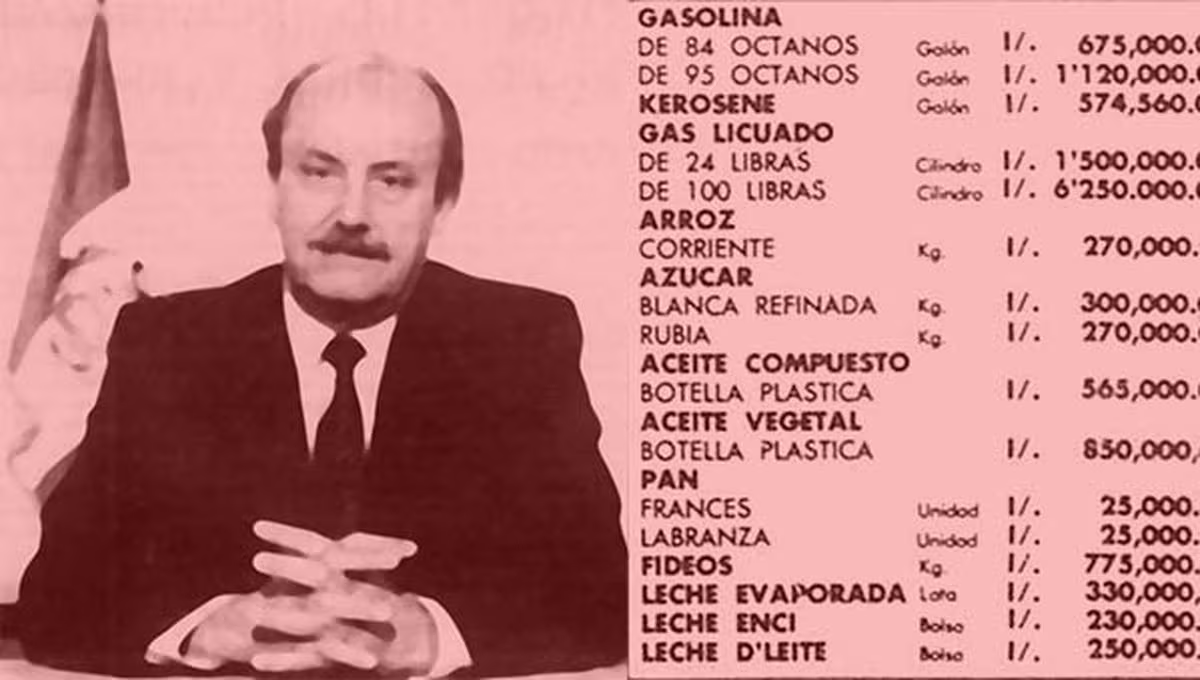 GASOLINA
DE 84 OCTANOS Galón I/. 675,000.
DE 95 OCTANOS Galón I/. 1'120,000.
KEROSENE Galón I/. 574,560.
GAS LICUADO
DE 24 LIBRAS Cilindro I/. 1'500,000.
DE 100 LIBRAS Cilindro I/. 6'250.000.
ARROZ
CORRIENTE Kg. I/. 270,000.
AZUCAR
BLANCA REFINADA Kg. I/. 300,000.
RUBIA Kg. I/. 270,000.
ACEITE COMPUESTO
BOTELLA PLASTICA I/. 565,000.
ACEITE VEGETAL
BOTELLA PLASTICA I/. 850,000,
PAN
FRANCES Unidad I/. 25,000.
LABRANZA Unidad I/. 25,000.
FIDEOS Kg. I/. 775,000.
LECHE EVAPORADA Lata I/. 330,000,
LECHE ENCI Bolsa I/. 230,000.
LECHE D'LEITE Bolsa I/. 250,000.